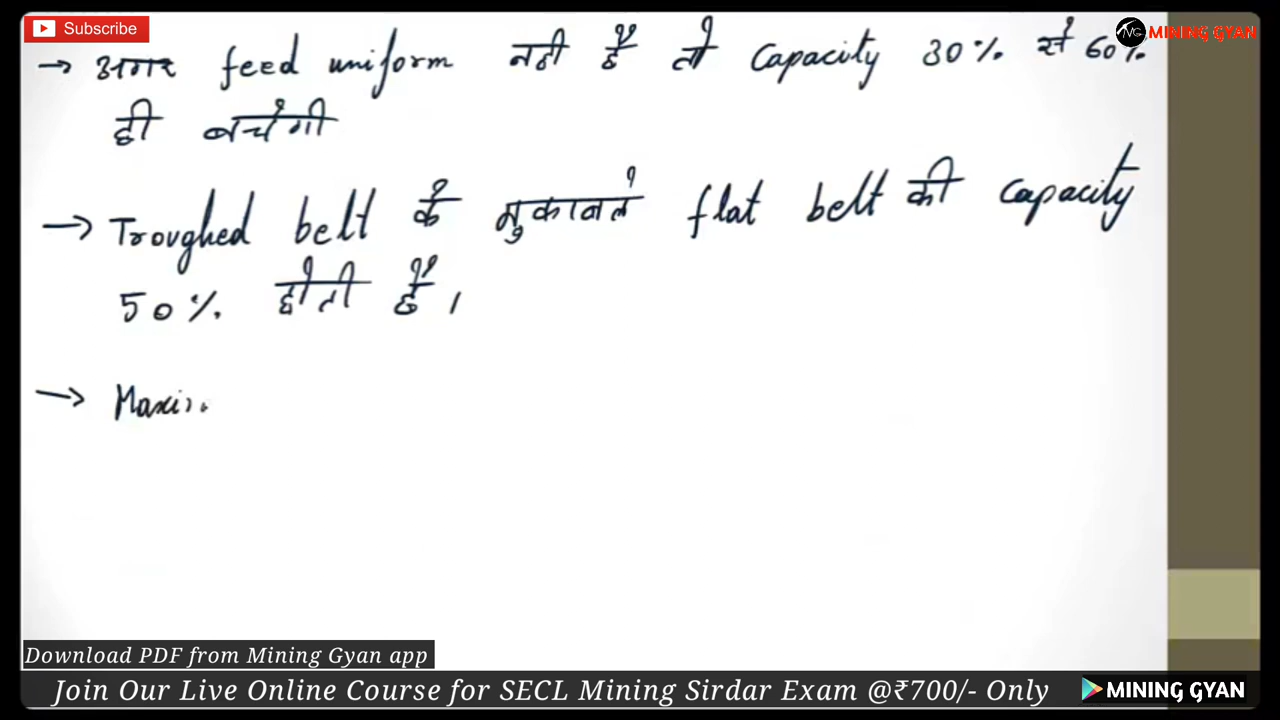 Subscribe
MINING GYAN
→ अगर feed uniform नही है तो Capacity 30% से 60%
ही बचेगी
→ Troughed belt के मुकाबले flat belt की Capacity
50% होती है।
→ Maxi
Download PDF from Mining Gyan app
Join Our Live Online Course for SECL Mining Sirdar Exam @₹700/- Only
MINING GYAN